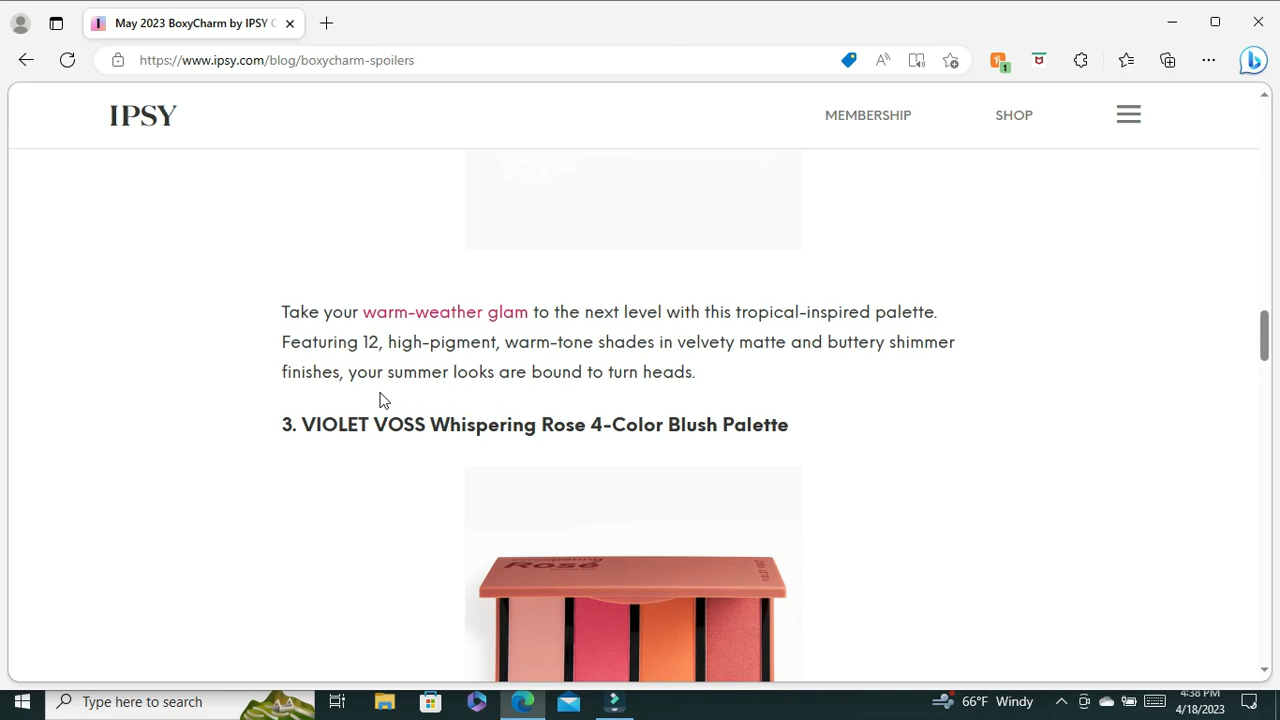 May 2023 BoxyCharm by IPSY C
https://www.ipsy.com/blog/boxycharm-spoilers
1
IPSY
MEMBERSHIP
SHOP
Take your warm-weather glam to the next level with this tropical-inspired palette.
Featuring 12, high-pigment, warm-tone shades in velvety matte and buttery shimmer
finishes, your summer looks are bound to turn heads.
3. VIOLET VOSS Whispering Rose 4-Color Blush Palette
Whispering
Rosé
Type here to search
66°F Windy
4:38 PM
4/18/2023